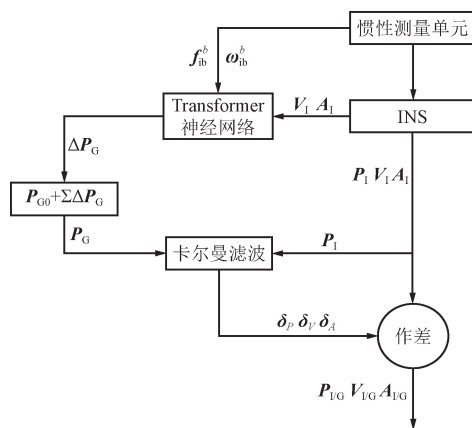 惯性测量单元
f_ib^b ω_ib^b
Transformer
神经网络
V_I A_I
INS
ΔP_G
P_I V_I A_I
P_G0+ΣΔP_G
P_G
卡尔曼滤波
P_I
δ_P δ_V δ_A
作差
P_I/G V_I/G A_I/G